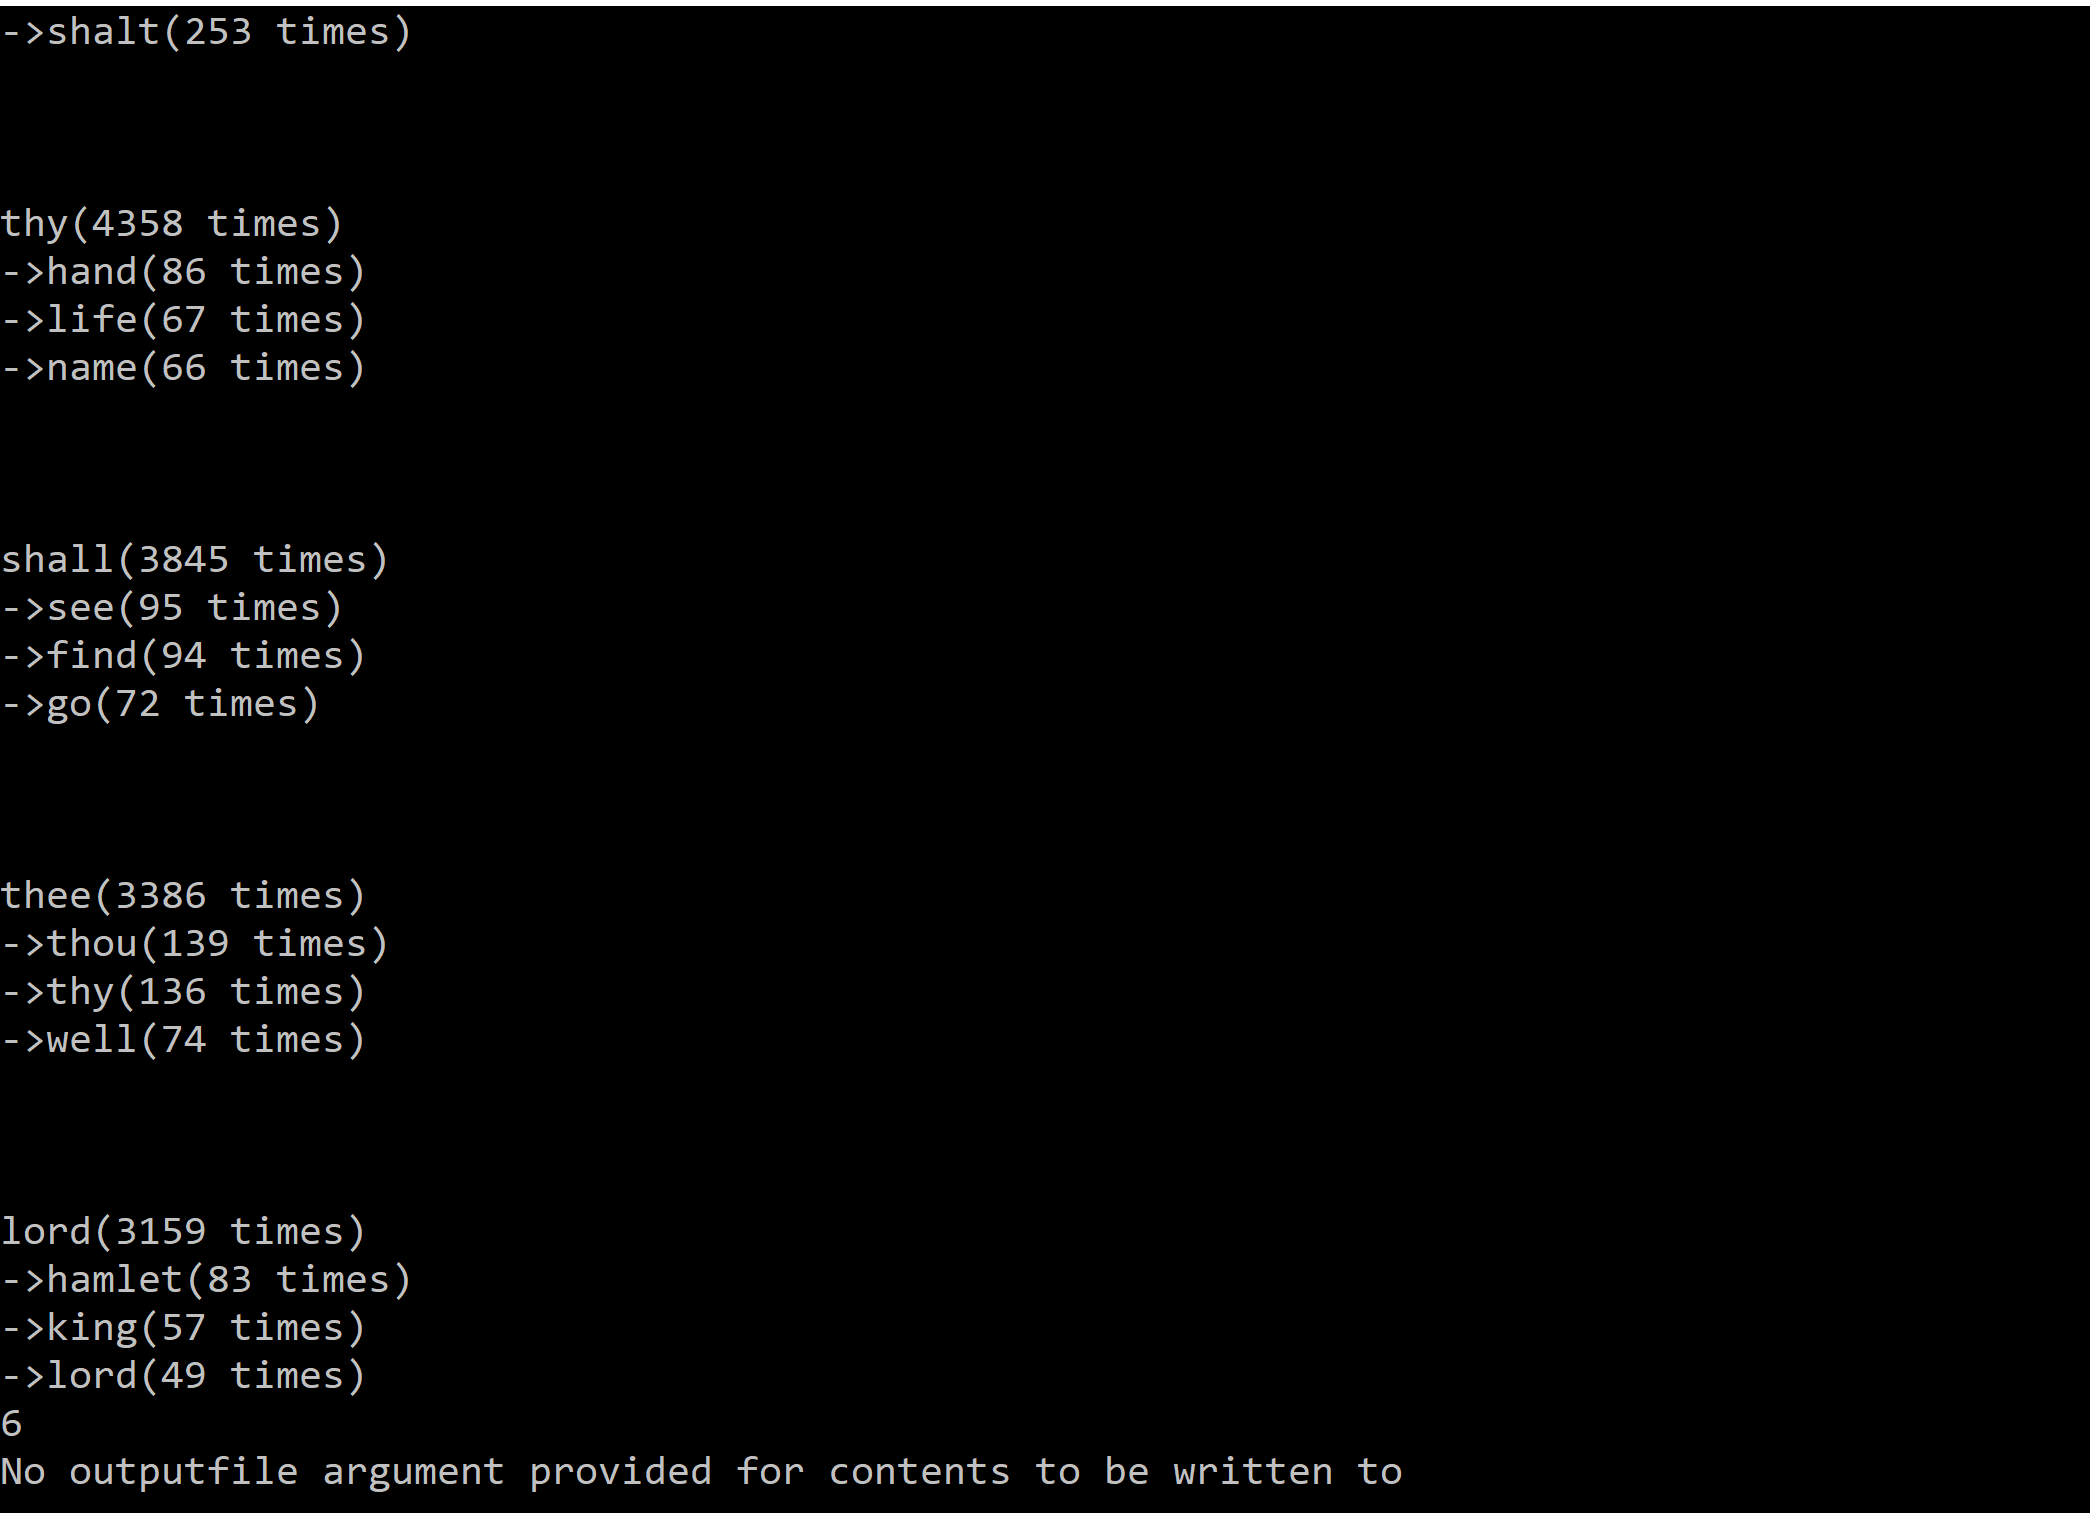 ->shalt(253 times)
thy(4358 times)
->hand(86 times)
->life(67 times)
->name(66 times)
shall(3845 times)
->see(95 times)
->find(94 times)
->go(72 times)
thee(3386 times)
->thou(139 times)
->thy(136 times)
->well(74 times)
lord(3159 times)
->hamlet(83 times)
->king(57 times)
->lord(49 times)
6
No outputfile argument provided for contents to be written to